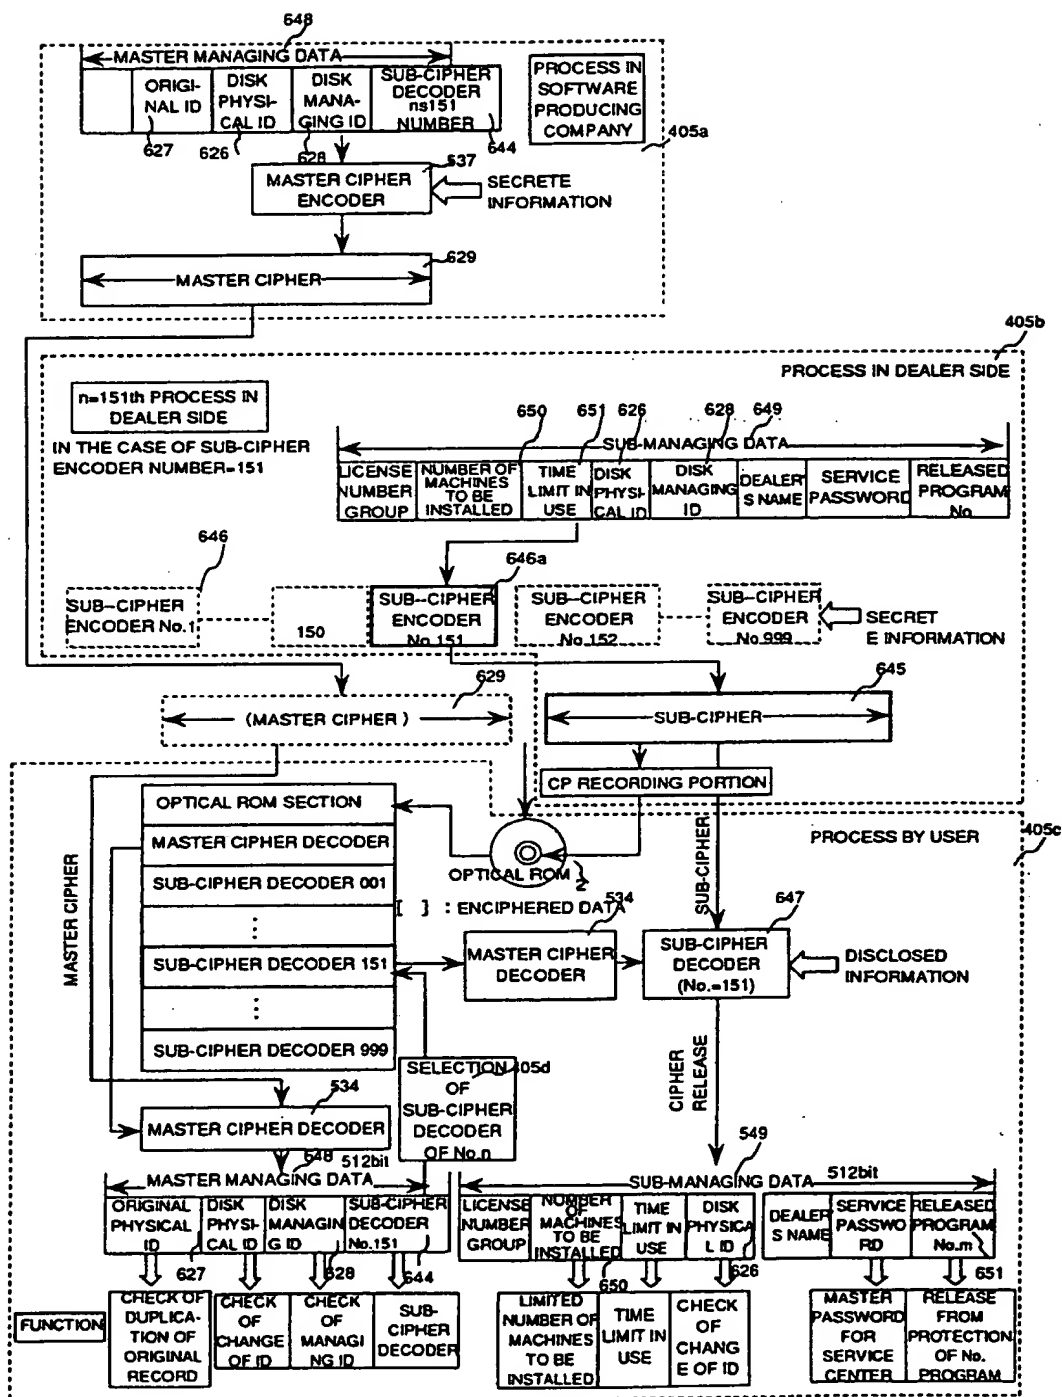 648
MASTER MANAGING DATA
ORIGI-
NAL ID
DISK
PHYSI-
CAL ID
DISK
MANA-
GING ID
SUB-CIPHER
DECODER
ns151
NUMBER
PROCESS IN
SOFTWARE
PRODUCING
COMPANY
405a
627
626
628
644
537
MASTER CIPHER
ENCODER
SECRETE
INFORMATION
629
MASTER CIPHER
405b
PROCESS IN DEALER SIDE
n=151th PROCESS IN
DEALER SIDE
IN THE CASE OF SUB-CIPHER
ENCODER NUMBER=151
650
651
626
628
649
SUB-MANAGING DATA
LICENSE
NUMBER
GROUP
NUMBER OF
MACHINES
TO BE
INSTALLED
TIME
LIMIT IN
USE
DISK
PHYSI-
CAL ID
DISK
MANAGING
ID
DEALER'
S NAME
SERVICE
PASSWORD
RELEASED
PROGRAM
No.
646
646a
SUB-CIPHER
ENCODER No.1
150
SUB-CIPHER
ENCODER
No.151
SUB-CIPHER
ENCODER
No.152
SUB-CIPHER
ENCODER
No.999
SECRET
E INFORMATION
629
(MASTER CIPHER)
645
SUB-CIPHER
CP RECORDING PORTION
PROCESS BY USER
405c
OPTICAL ROM SECTION
MASTER CIPHER DECODER
SUB-CIPHER DECODER 001
⋮
SUB-CIPHER DECODER 151
⋮
SUB-CIPHER DECODER 999
MASTER CIPHER
OPTICAL ROM
2
[ ] : ENCIPHERED DATA
SUB-CIPHER
534
MASTER CIPHER
DECODER
647
SUB-CIPHER
DECODER
(No.=151)
DISCLOSED
INFORMATION
CIPHER
RELEASE
SELECTION
OF
SUB-CIPHER
DECODER
OF No.n
405d
534
MASTER CIPHER DECODER
648
512bit
MASTER MANAGING DATA
ORIGINAL
PHYSICAL
ID
DISK
PHYSI-
CAL ID
DISK
MANAGIN
G ID
SUB-CIPHER
DECODER
No.151
627
628
644
549
512bit
SUB-MANAGING DATA
LICENSE
NUMBER
GROUP
NUMBER
OF
MACHINES
TO BE
INSTALLED
TIME
LIMIT IN
USE
DISK
PHYSICA
L ID
DEALER'
S NAME
SERVICE
PASSWO
RD
RELEASED
PROGRAM
No.m
650
626
651
FUNCTION
CHECK OF
DUPLICA-
TION OF
ORIGINAL
RECORD
CHECK
OF
CHANGE
OF ID
CHECK
OF
MANAGI
NG ID
SUB-
CIPHER
DECODER
LIMITED
NUMBER OF
MACHINES
TO BE
INSTALLED
TIME
LIMIT IN
USE
CHECK
OF
CHANG
E OF ID
MASTER
PASSWORD
FOR
SERVICE
CENTER
RELEASE
FROM
PROTECTION
OF No.
PROGRAM